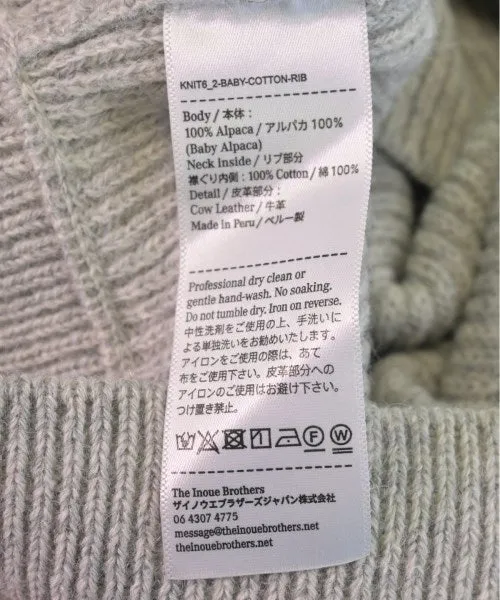 KNIT6_2-BABY-COTTON-RIB
Body / 本体：
100% Alpaca / アルパカ 100%
(Baby Alpaca)
Neck Inside / リブ部分
襟ぐり内側：100% Cotton / 綿 100%
Detail / 皮革部分：
Cow Leather / 牛革
Made in Peru / ペルー製
Professional dry clean or
gentle hand-wash. No soaking.
Do not tumble dry. Iron on reverse.
中性洗剤をご使用の上、手洗いに
よる単独洗いをお勧めいたします。
アイロンをご使用の際は、あて
布をご使用下さい。皮革部分への
アイロンのご使用はお避け下さい。
つけ置き禁止。
F W
The Inoue Brothers
ザイノウエブラザーズジャパン株式会社
06 4307 4775
message@theinouebrothers.net
theinouebrothers.net